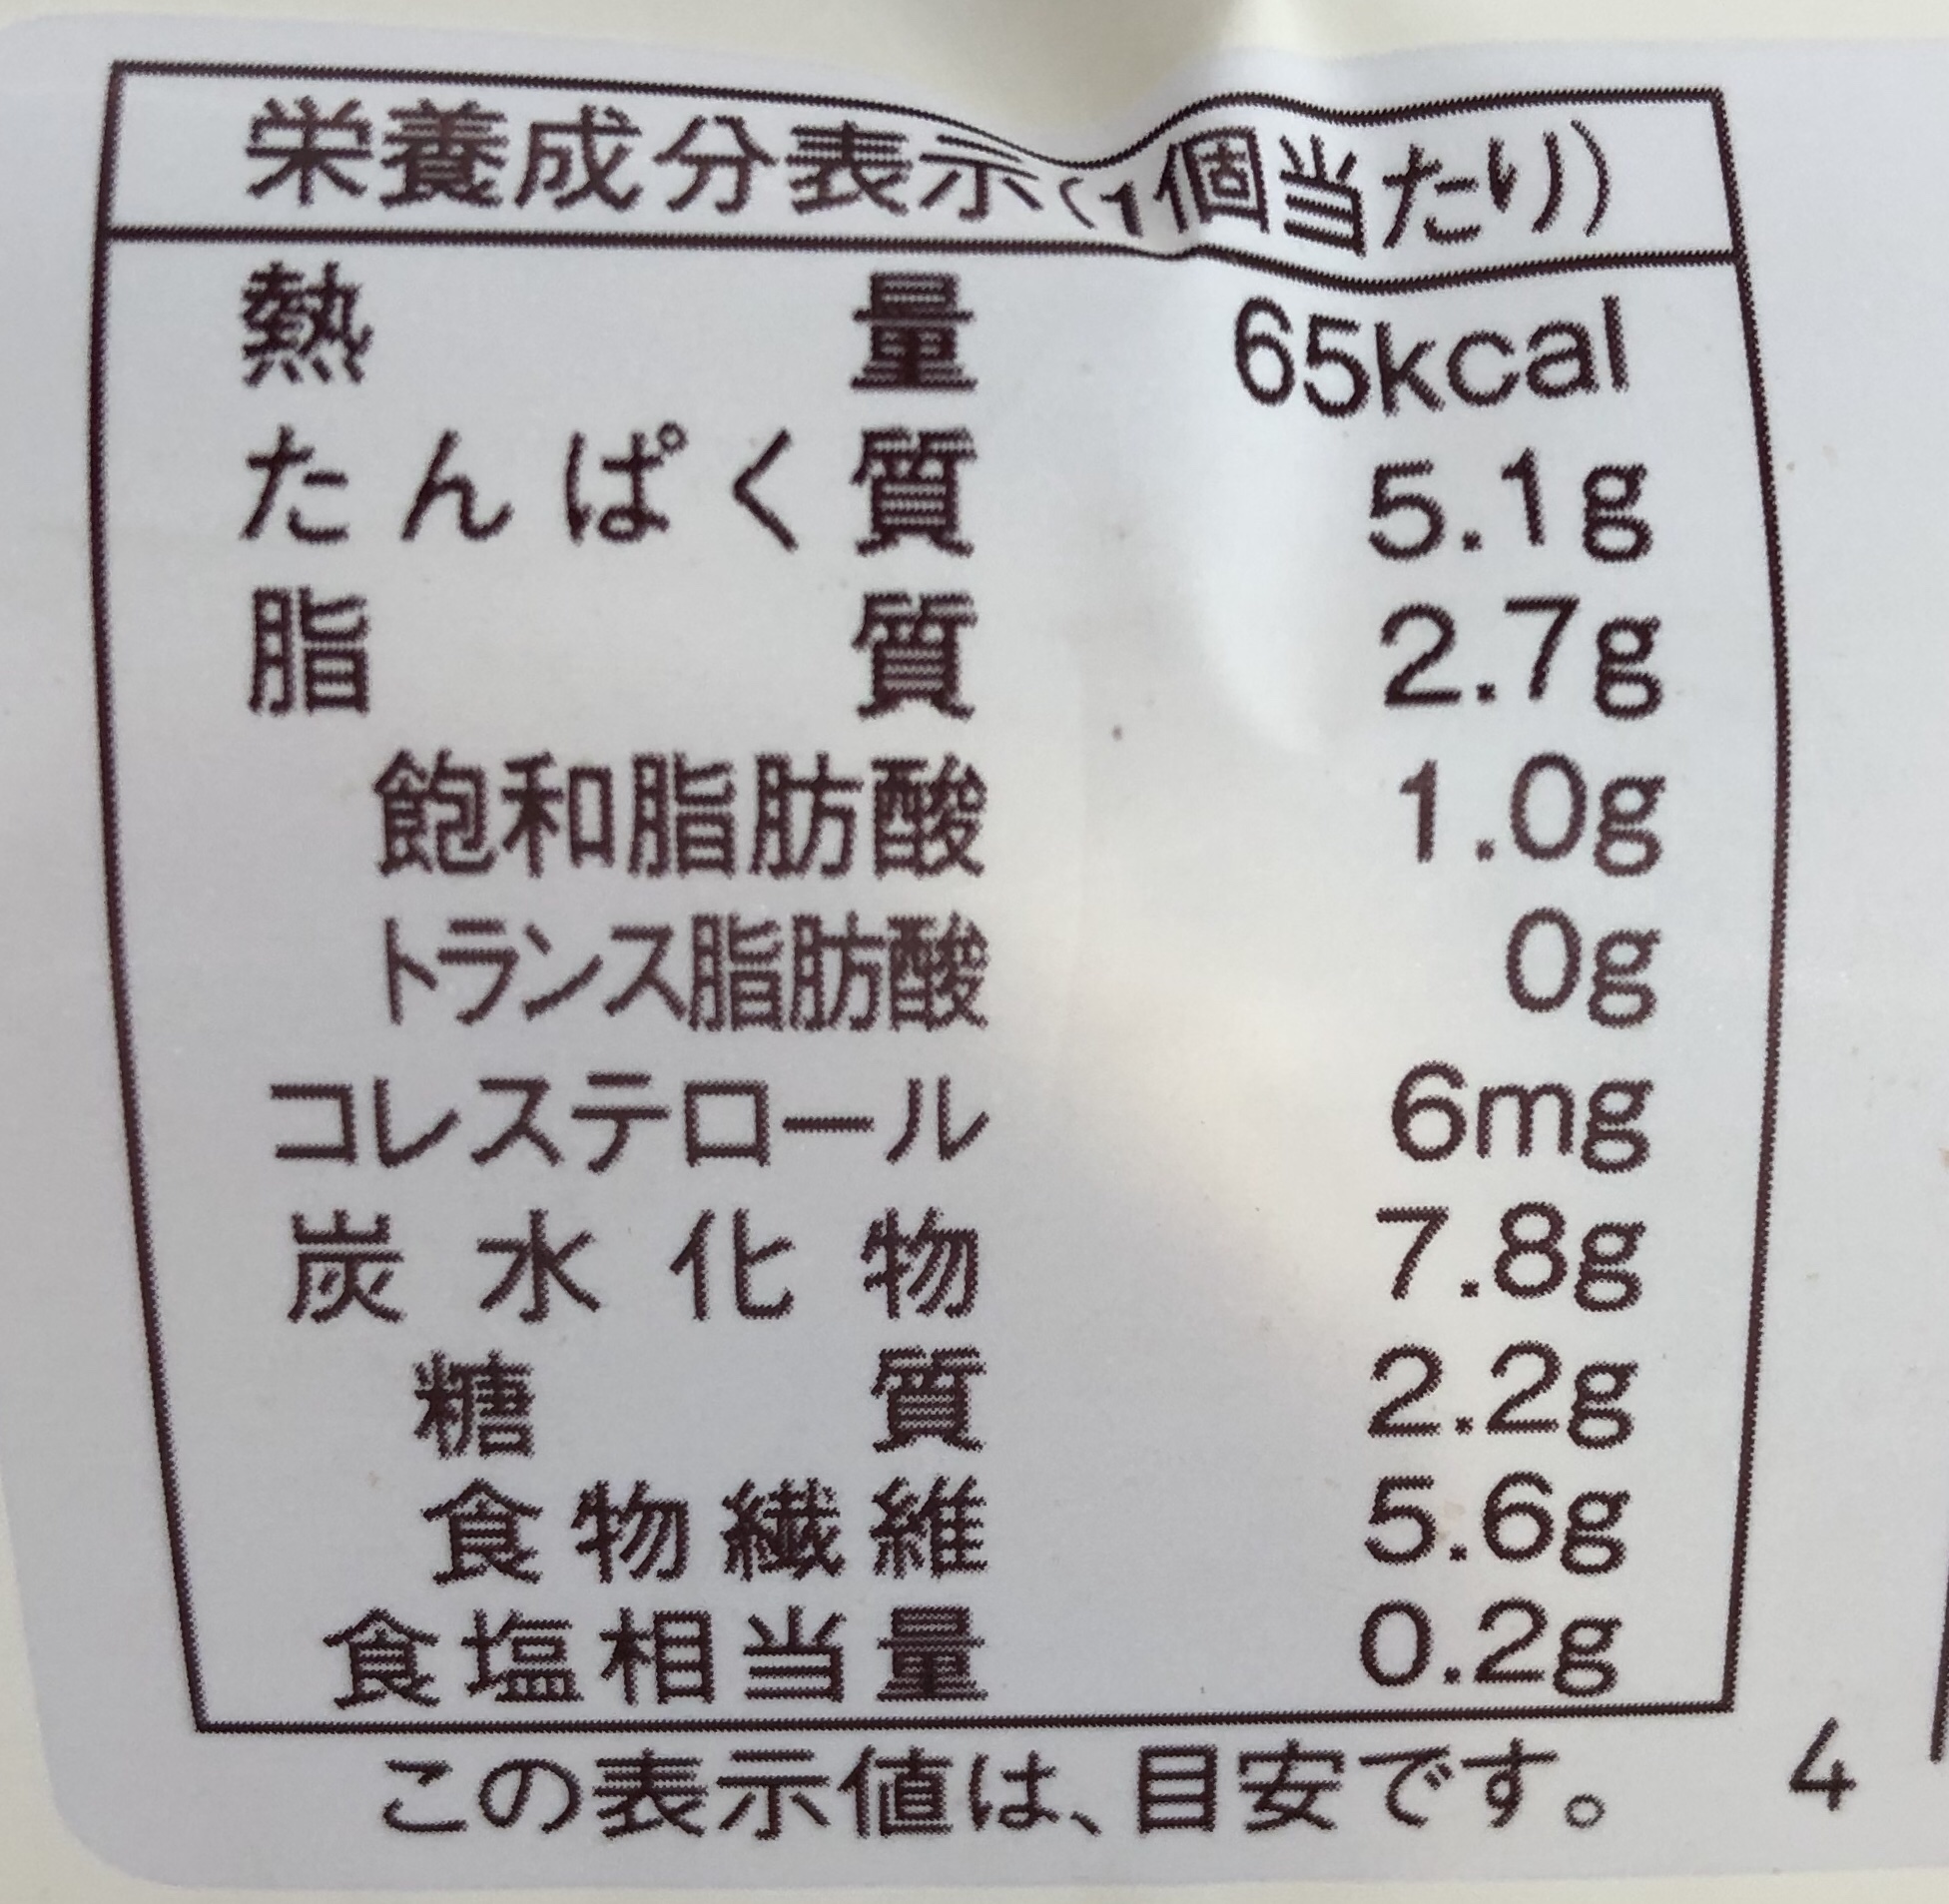 栄養成分表示(1個当たり)
熱量 65kcal
たんぱく質 5.1g
脂質 2.7g
飽和脂肪酸 1.0g
トランス脂肪酸 0g
コレステロール 6mg
炭水化物 7.8g
糖質 2.2g
食物繊維 5.6g
食塩相当量 0.2g
この表示値は、目安です。 4